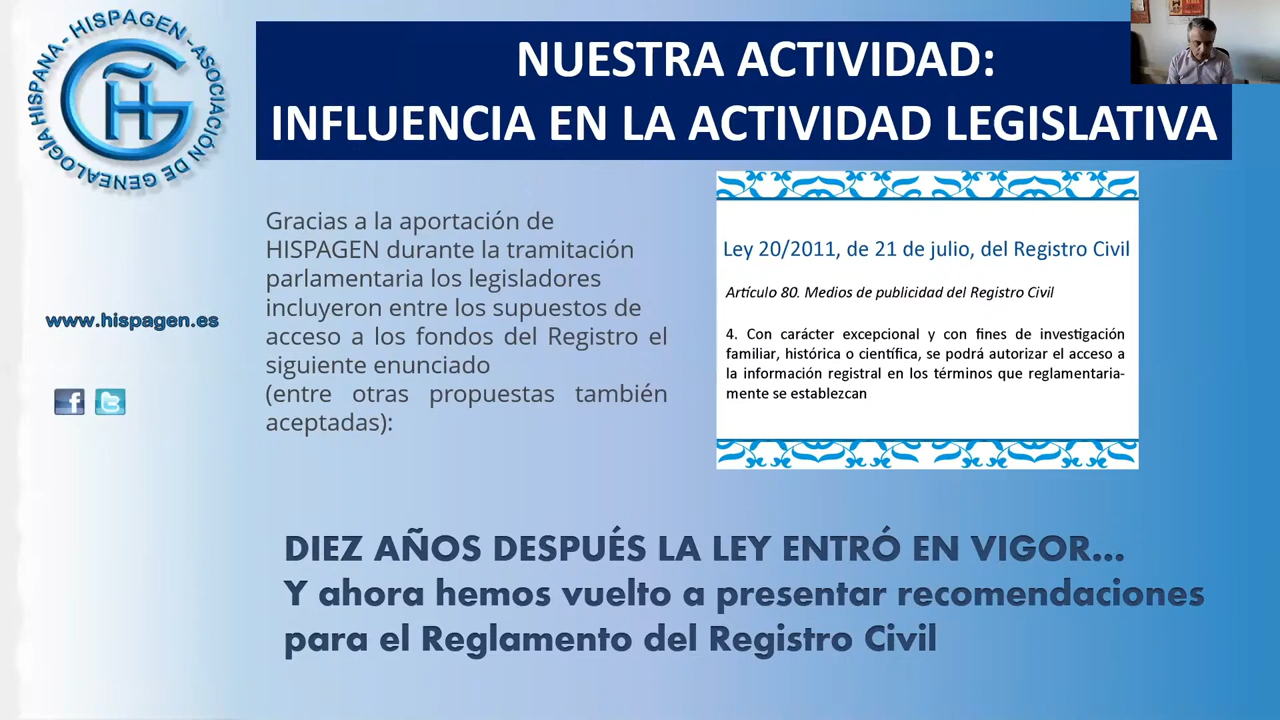 HISPAGEN - ASOCIACIÓN DE GENEALOGÍA HISPANA -
NUESTRA ACTIVIDAD:
INFLUENCIA EN LA ACTIVIDAD LEGISLATIVA
Gracias a la aportación de
HISPAGEN durante la tramitación
parlamentaria los legisladores
incluyeron entre los supuestos de
acceso a los fondos del Registro el
siguiente enunciado
(entre otras propuestas también
aceptadas):
Ley 20/2011, de 21 de julio, del Registro Civil
Artículo 80. Medios de publicidad del Registro Civil
4. Con carácter excepcional y con fines de investigación
familiar, histórica o científica, se podrá autorizar el acceso a
la información registral en los términos que reglamentaria-
mente se establezcan
www.hispagen.es
DIEZ AÑOS DESPUÉS LA LEY ENTRÓ EN VIGOR...
Y ahora hemos vuelto a presentar recomendaciones
para el Reglamento del Registro Civil